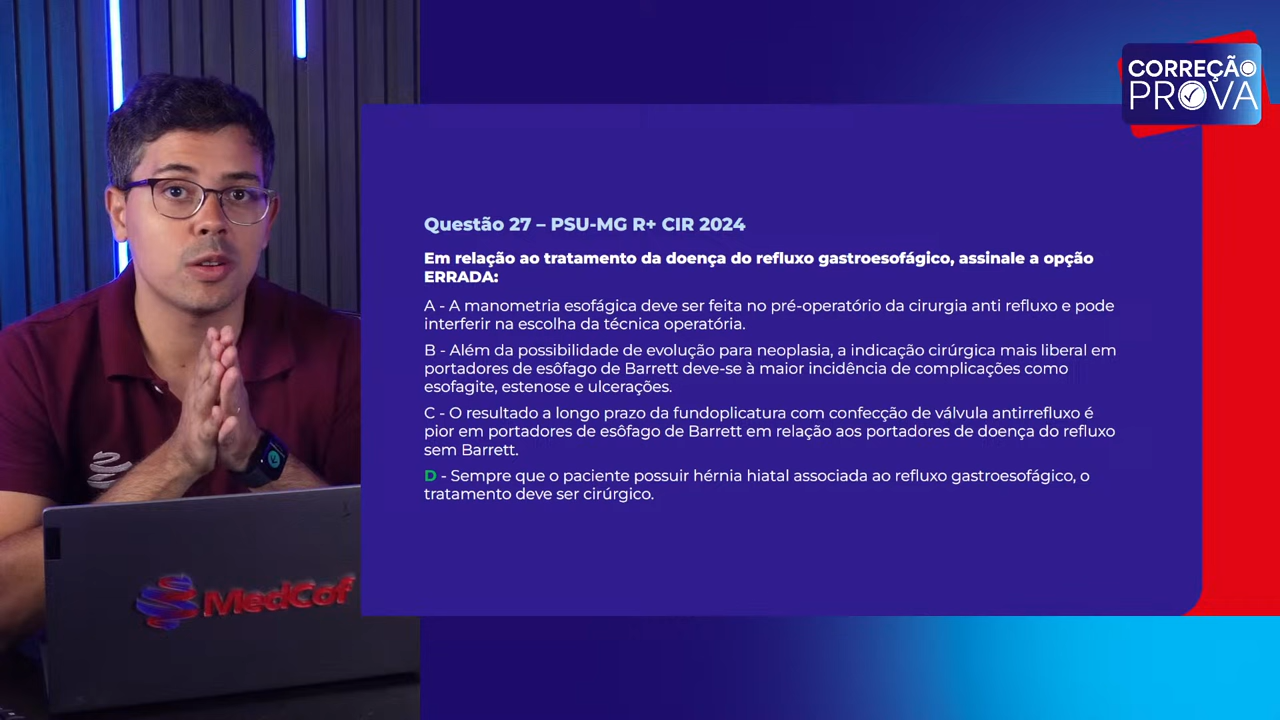 CORREÇÃO
PROVA
Questão 27 – PSU-MG R+ CIR 2024
Em relação ao tratamento da doença do refluxo gastroesofágico, assinale a opção
ERRADA:
A - A manometria esofágica deve ser feita no pré-operatório da cirurgia anti refluxo e pode
interferir na escolha da técnica operatória.
B - Além da possibilidade de evolução para neoplasia, a indicação cirúrgica mais liberal em
portadores de esôfago de Barrett deve-se à maior incidência de complicações como
esofagite, estenose e ulcerações.
C - O resultado a longo prazo da fundoplicatura com confecção de válvula antirrefluxo é
pior em portadores de esôfago de Barrett em relação aos portadores de doença do refluxo
sem Barrett.
D - Sempre que o paciente possuir hérnia hiatal associada ao refluxo gastroesofágico, o
tratamento deve ser cirúrgico.
MedCof